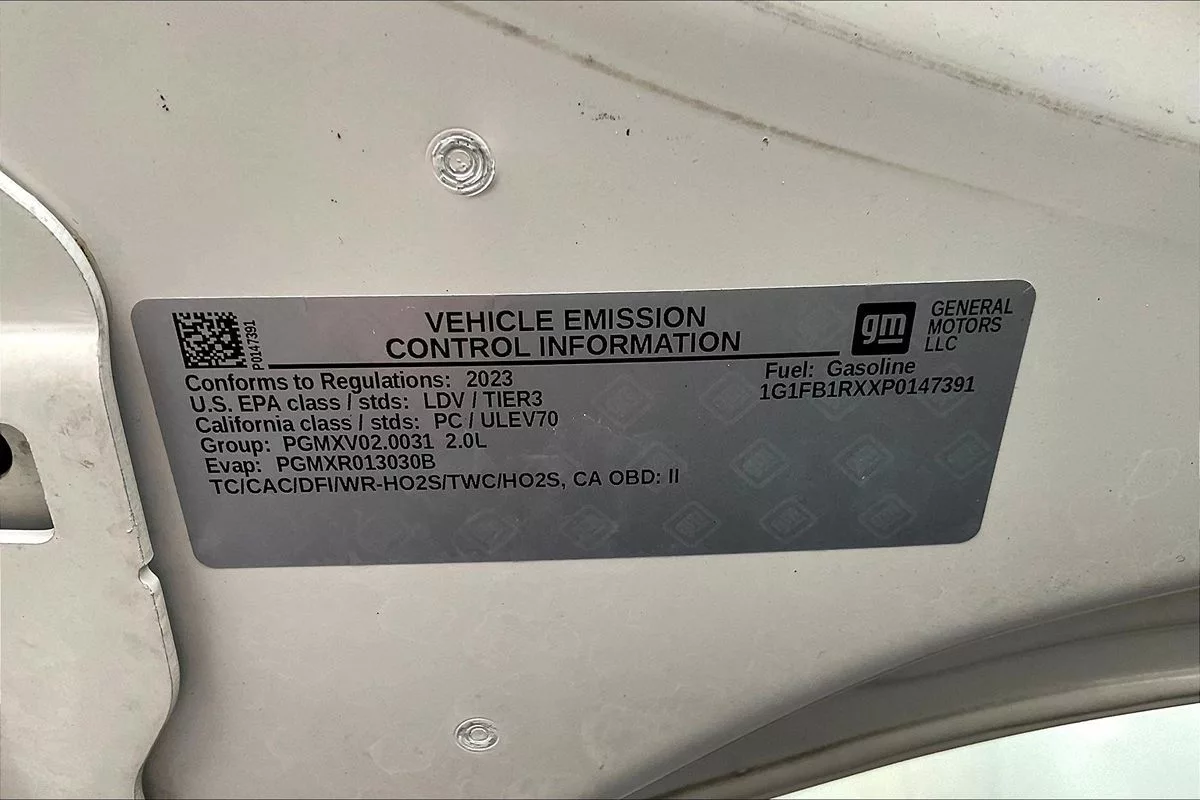 P0147391
VEHICLE EMISSION
CONTROL INFORMATION
gm
GENERAL
MOTORS
LLC
Conforms to Regulations: 2023
U.S. EPA class / stds: LDV / TIER3
California class / stds: PC / ULEV70
Group: PGMXV02.0031 2.0L
Evap: PGMXR013030B
TC/CAC/DFI/WR-HO2S/TWC/HO2S, CA OBD: II
Fuel: Gasoline
1G1FB1RXXP0147391